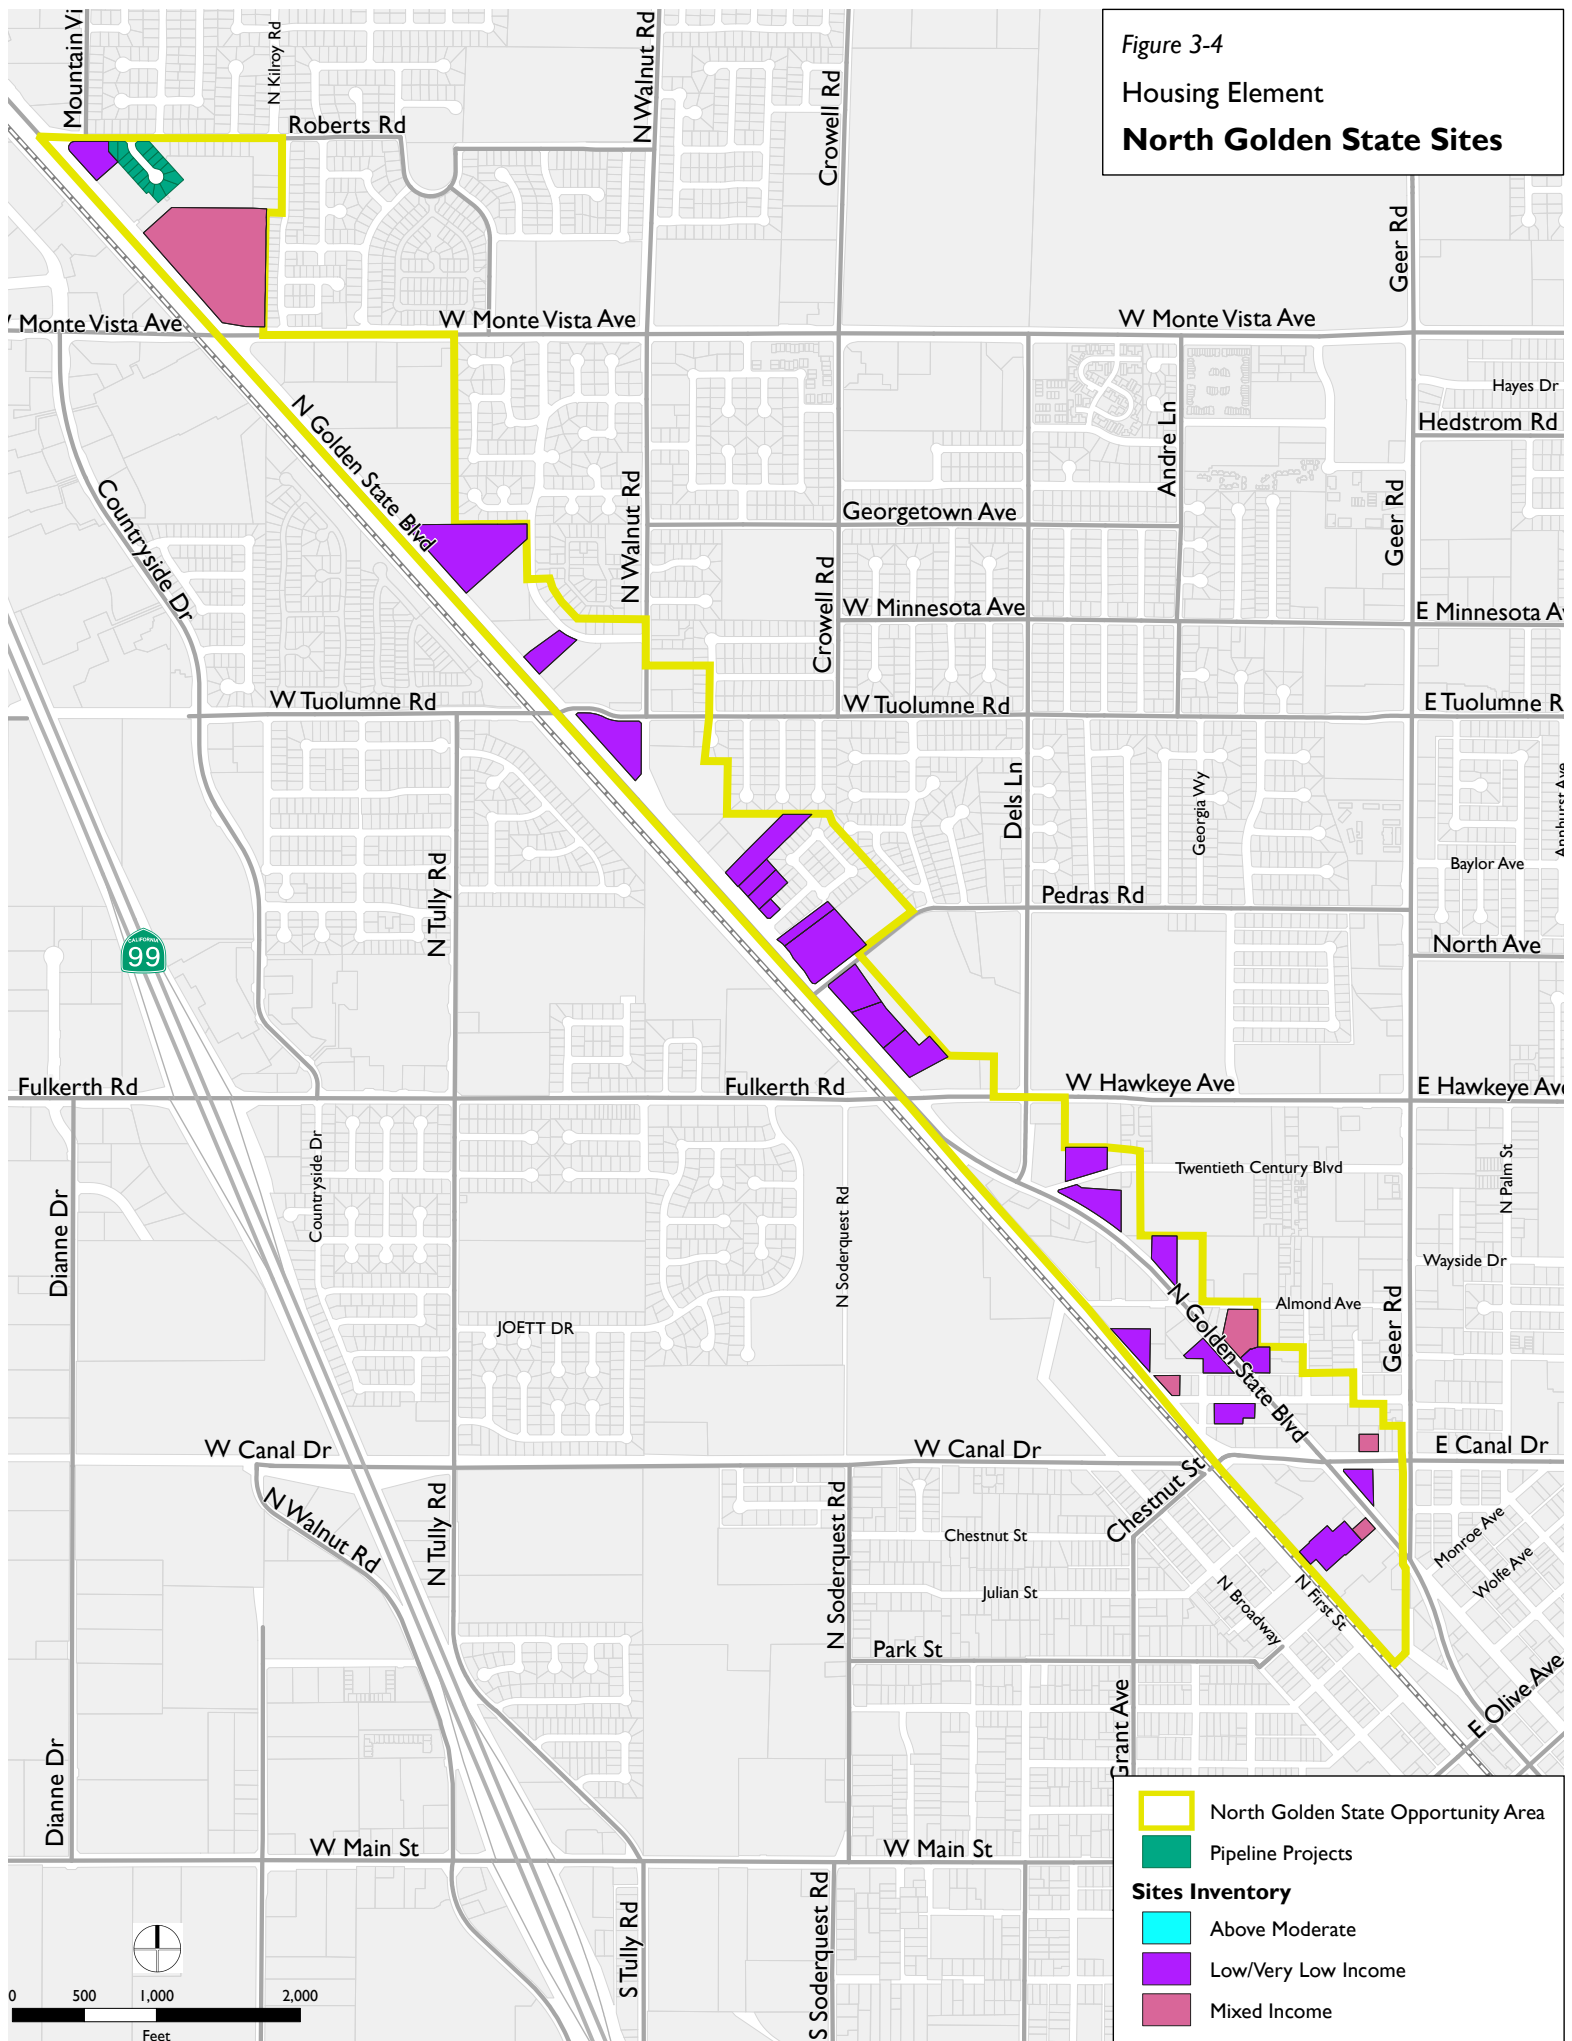 Figure 3-4
Housing Element
North Golden State Sites
Mountain Vi
N Kilroy Rd
N Walnut Rd
Crowell Rd
Roberts Rd
Geer Rd
W Monte Vista Ave
W Monte Vista Ave
Monte Vista Ave
Hayes Dr
Hedstrom Rd
Andre Ln
N Golden State Blvd
Countryside Dr
N Walnut Rd
Georgetown Ave
Geer Rd
Crowell Rd
W Minnesota Ave
E Minnesota A
W Tuolumne Rd
W Tuolumne Rd
E Tuolumne R
Dels Ln
Georgia Wy
Baylor Ave
N Tully Rd
Pedras Rd
North Ave
CALIFORNIA
99
Fulkerth Rd
Fulkerth Rd
W Hawkeye Ave
E Hawkeye Ave
Twentieth Century Blvd
N Palm St
Countryside Dr
Dianne Dr
N Soderquest Rd
Wayside Dr
N Golden State Blvd
Almond Ave
JOETT DR
Geer Rd
W Canal Dr
W Canal Dr
E Canal Dr
N Walnut Rd
N Tully Rd
N Soderquest Rd
Chestnut St
Chestnut St
Monroe Ave
Wolfe Ave
Julian St
N Broadway
N First St
Park St
Grant Ave
E Olive Ave
Dianne Dr
W Main St
W Main St
S Tully Rd
S Soderquest Rd
North Golden State Opportunity Area
Pipeline Projects
Sites Inventory
Above Moderate
Low/Very Low Income
Mixed Income
0 500 1,000 2,000
Feet